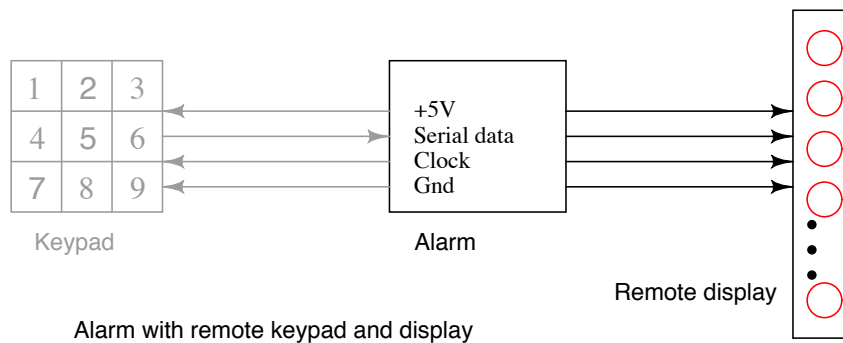 1 2 3
4 5 6
7 8 9
Keypad
+5V
Serial data
Clock
Gnd
Alarm
Remote display
Alarm with remote keypad and display